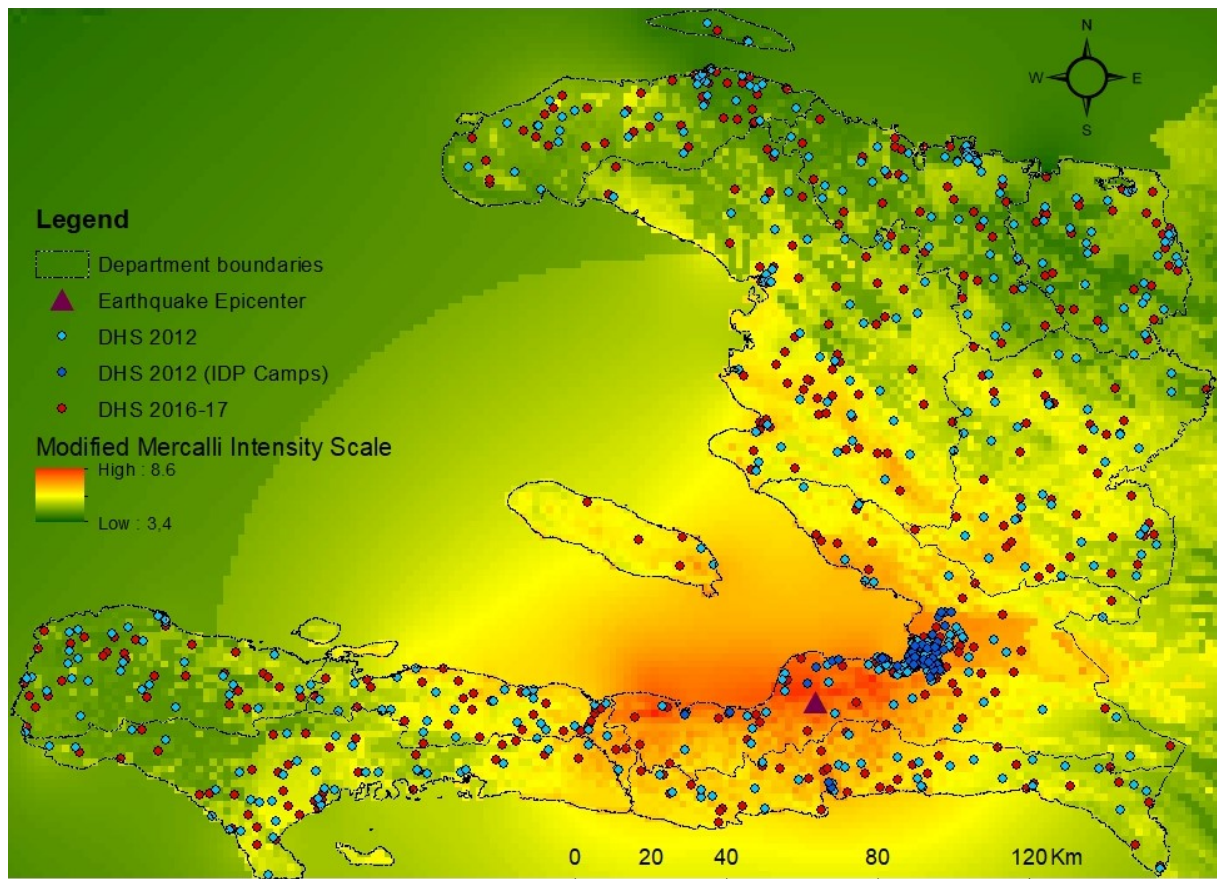 N
W E
S
Legend
Department boundaries
Earthquake Epicenter
DHS 2012
DHS 2012 (IDP Camps)
DHS 2016-17
Modified Mercalli Intensity Scale
High : 8.6
Low : 3,4
0 20 40 80 120 Km